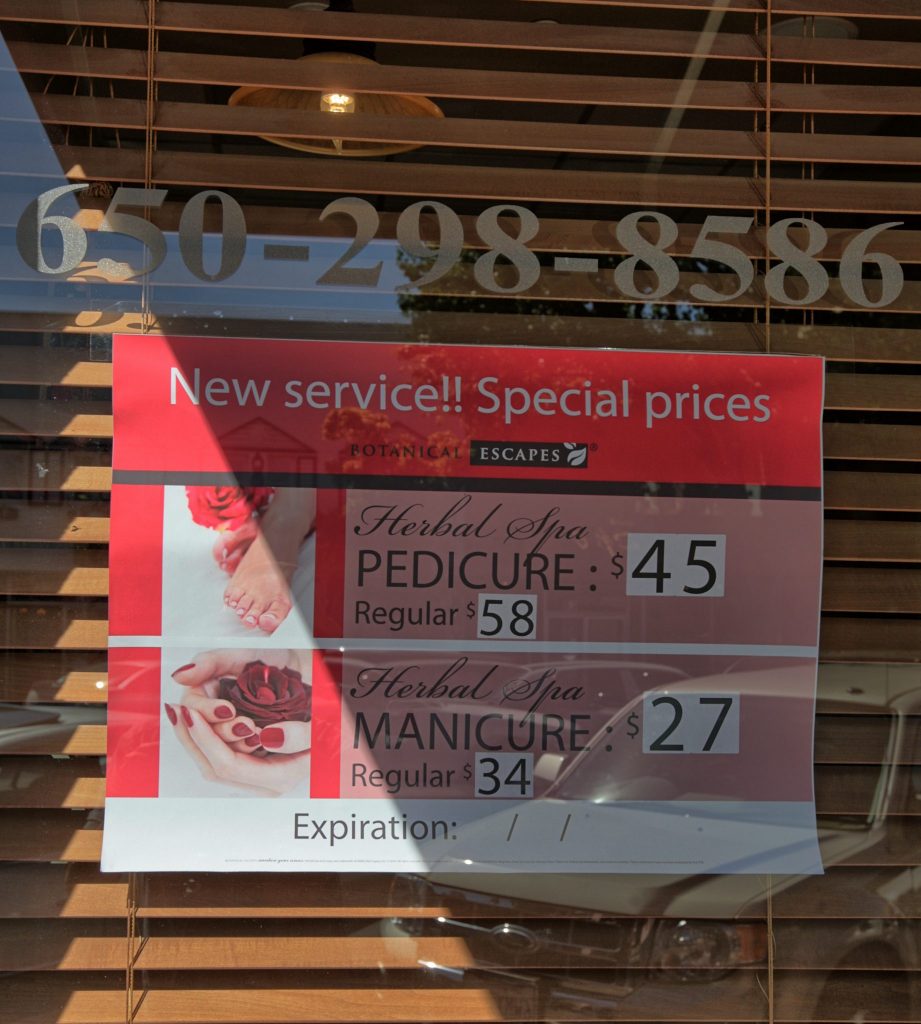 650-298-8586
New service!! Special prices
BOTANICAL ESCAPES®
Herbal Spa
PEDICURE : $45
Regular $58
Herbal Spa
MANICURE : $27
Regular $34
Expiration: / /